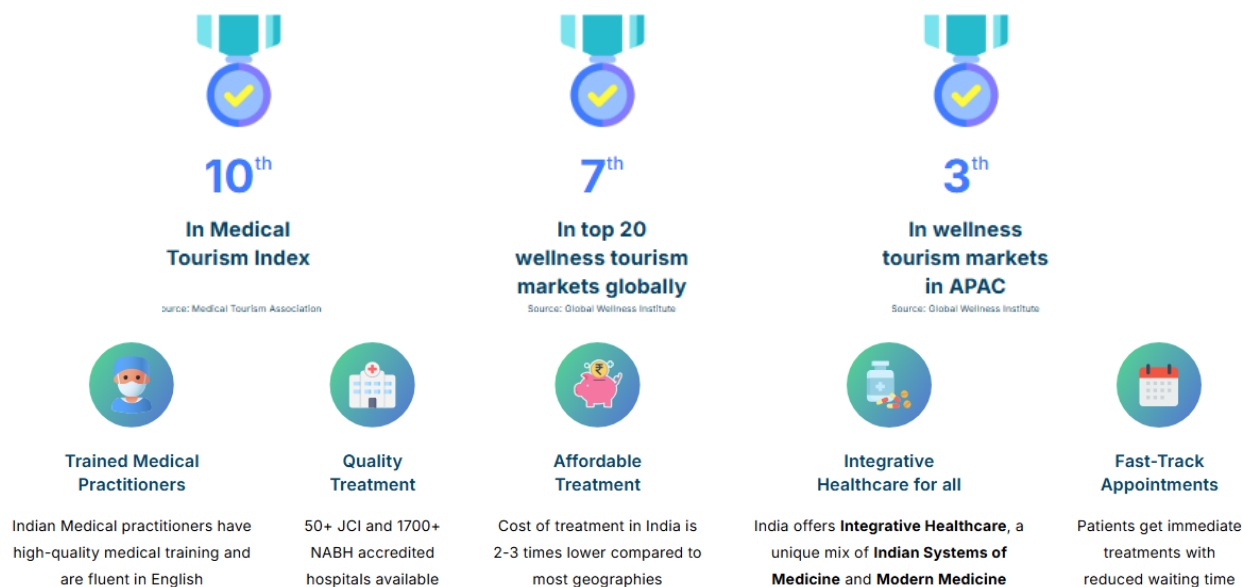 10th
In Medical
Tourism Index
ource: Medical Tourism Association
7th
In top 20
wellness tourism
markets globally
Source: Global Wellness Institute
3th
In wellness
tourism markets
in APAC
Source: Global Wellness Institute
₹
Trained Medical
Practitioners
Indian Medical practitioners have
high-quality medical training and
are fluent in English
Quality
Treatment
50+ JCI and 1700+
NABH accredited
hospitals available
Affordable
Treatment
Cost of treatment in India is
2-3 times lower compared to
most geographies
Integrative
Healthcare for all
India offers Integrative Healthcare, a
unique mix of Indian Systems of
Medicine and Modern Medicine
Fast-Track
Appointments
Patients get immediate
treatments with
reduced waiting time